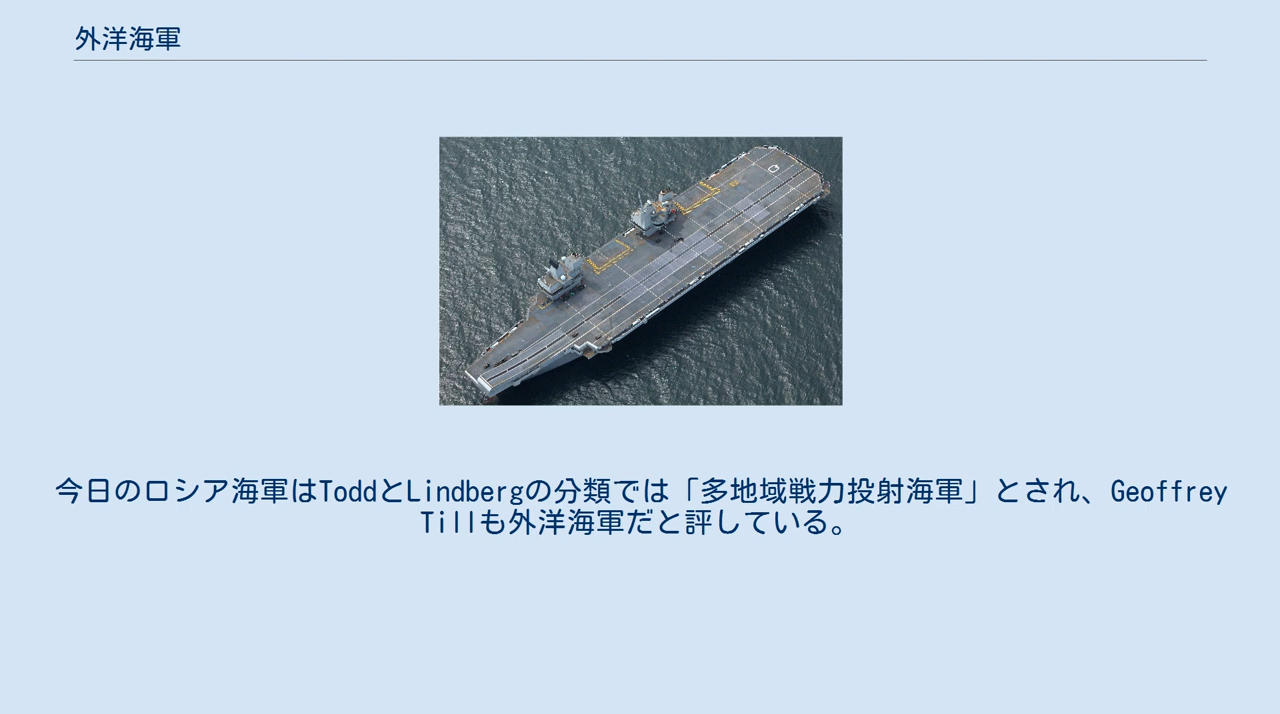 外洋海軍
今日のロシア海軍はToddとLindbergの分類では「多地域戦力投射海軍」とされ、Geoffrey
Tillも外洋海軍だと評している。